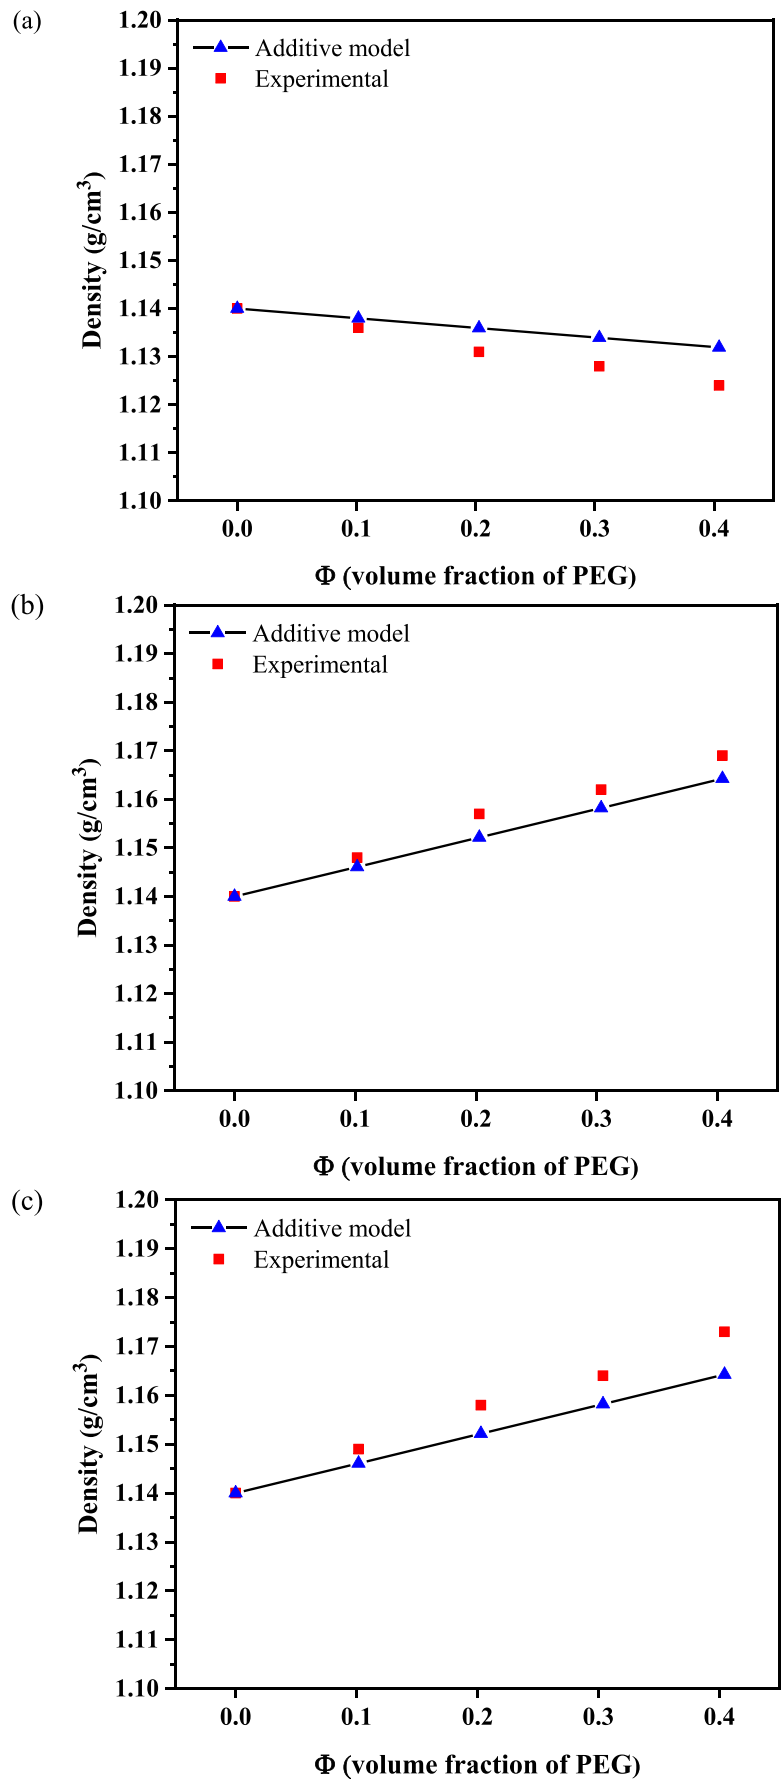 (a)
1.20
1.19
1.18
1.17
1.16
1.15
1.14
1.13
1.12
1.11
1.10
Density (g/cm³)
Additive model
Experimental
0.0 0.1 0.2 0.3 0.4
Φ (volume fraction of PEG)
(b)
1.20
1.19
1.18
1.17
1.16
1.15
1.14
1.13
1.12
1.11
1.10
Density (g/cm³)
Additive model
Experimental
0.0 0.1 0.2 0.3 0.4
Φ (volume fraction of PEG)
(c)
1.20
1.19
1.18
1.17
1.16
1.15
1.14
1.13
1.12
1.11
1.10
Density (g/cm³)
Additive model
Experimental
0.0 0.1 0.2 0.3 0.4
Φ (volume fraction of PEG)